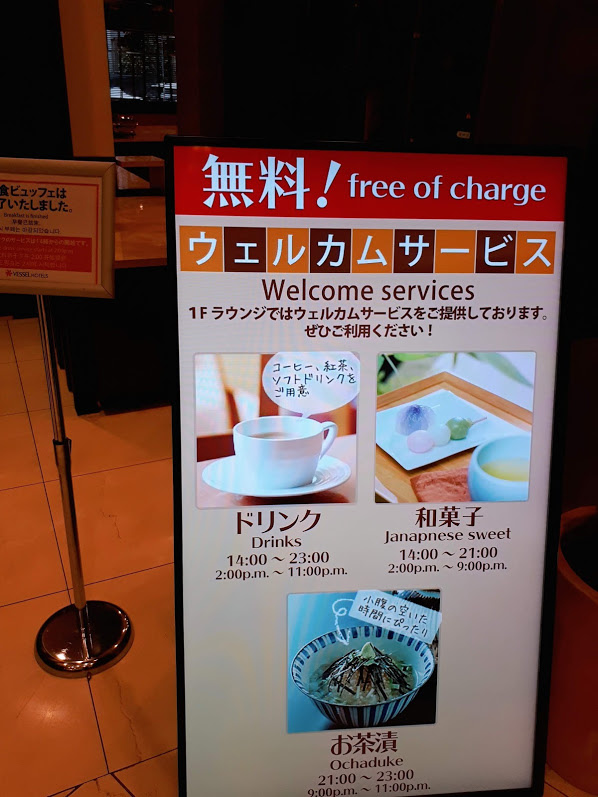 食ビュッフェは
了いたしました。
Breakfast is finished
VESSEL HOTELS
無料! free of charge
ウェルカムサービス
Welcome services
1F ラウンジではウェルカムサービスをご提供しております。
ぜひご利用ください!
コーヒー、紅茶、
ソフトドリンクを
ご用意
ドリンク
Drinks
14:00 ～ 23:00
2:00p.m. ～ 11:00p.m.
和菓子
Janapnese sweet
14:00 ～ 21:00
2:00p.m. ～ 9:00p.m.
小腹の空いた
時間にぴったり
お茶漬
Ochaduke
21:00 ～ 23:00
9:00p.m. ～ 11:00p.m.